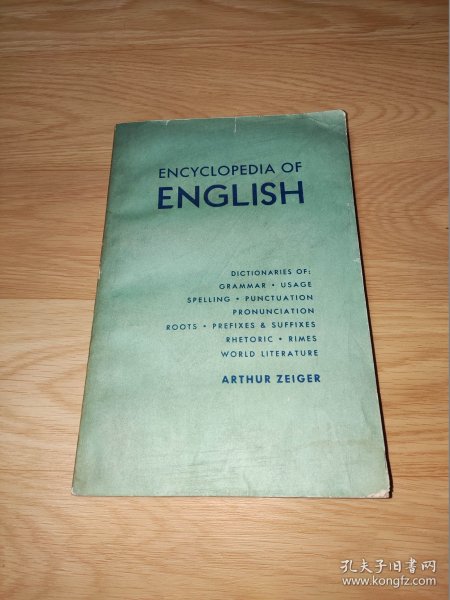 ENCYCLOPEDIA OF
ENGLISH
DICTIONARIES OF:
GRAMMAR • USAGE
SPELLING • PUNCTUATION
PRONUNCIATION
ROOTS • PREFIXES & SUFFIXES
RHETORIC • RIMES
WORLD LITERATURE
ARTHUR ZEIGER
孔夫子旧书网
www.kongfz.com